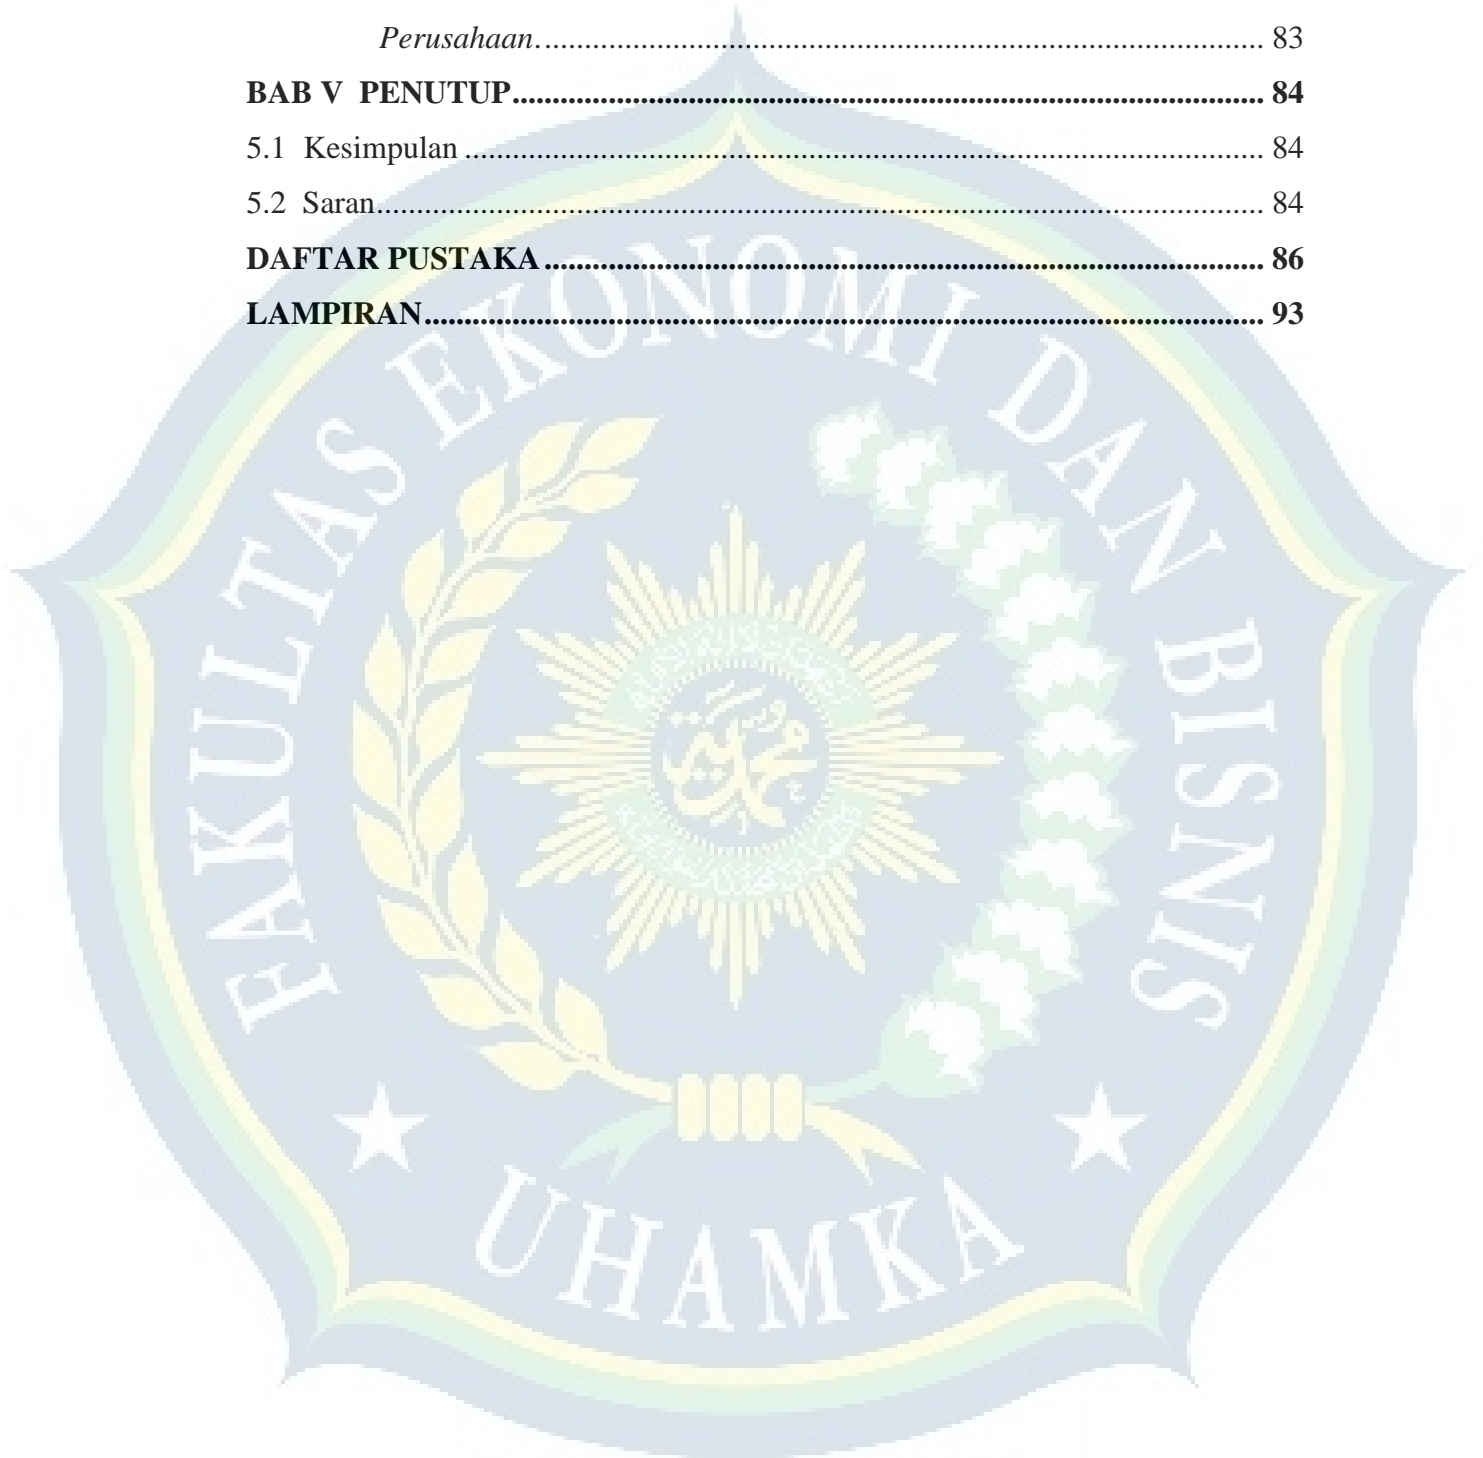 Perusahaan. 83
BAB V PENUTUP 84
5.1 Kesimpulan 84
5.2 Saran 84
DAFTAR PUSTAKA 86
LAMPIRAN 93
FAKULTAS EKONOMI DAN BISNIS
UHAMKA